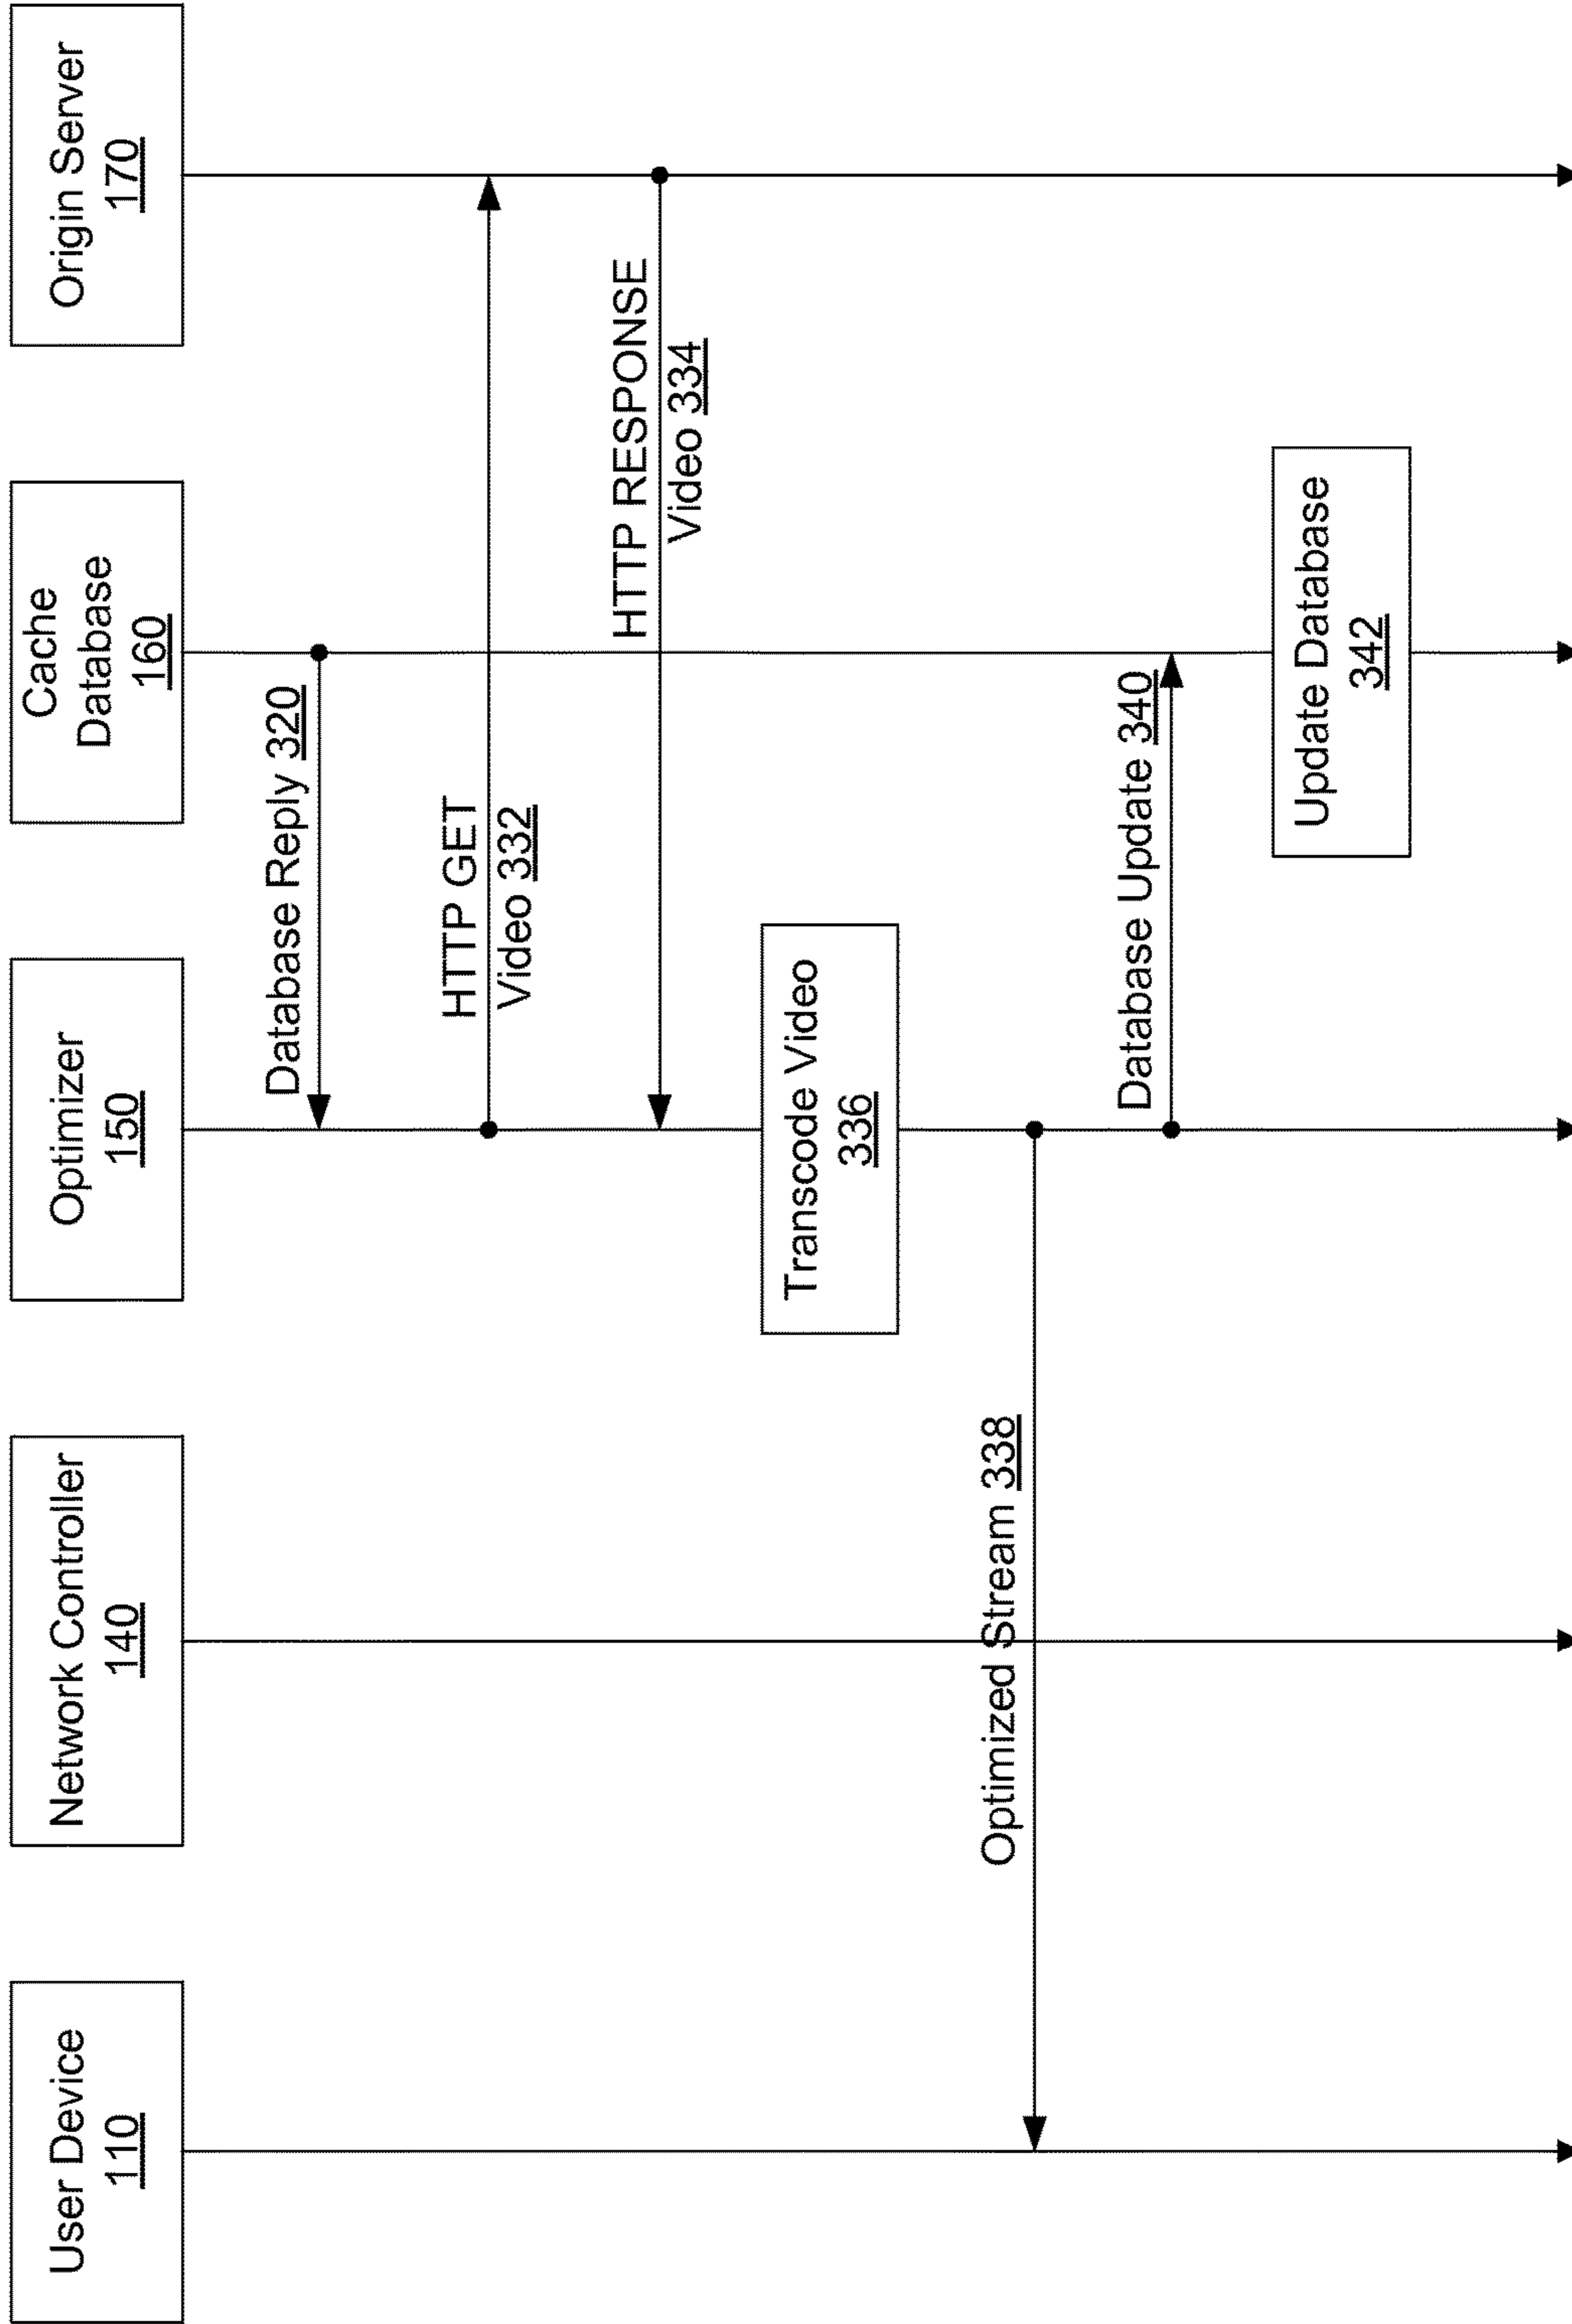 User Device
110
Network Controller
140
Optimizer
150
Cache
Database
160
Origin Server
170
Database Reply 320
HTTP GET
Video 332
HTTP RESPONSE
Video 334
Transcode Video
336
Optimized Stream 338
Database Update 340
Update Database
342